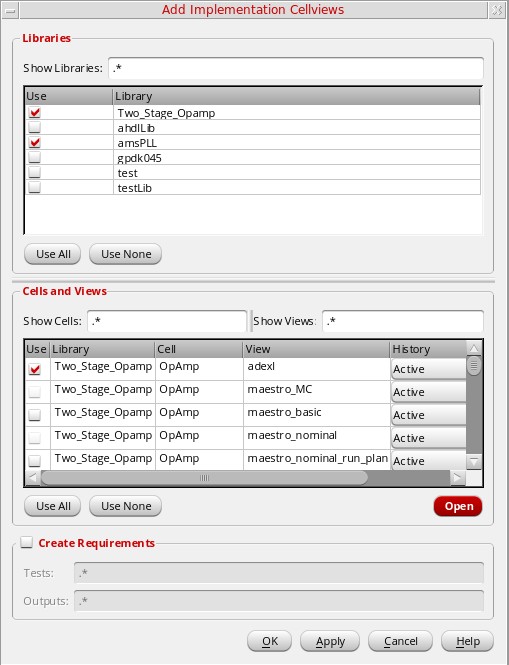 Add Implementation Cellviews
Libraries
Show Libraries: .*
Use Library
Two_Stage_Opamp
ahdlLib
amsPLL
gpdk045
test
testLib
Use All Use None
Cells and Views
Show Cells: .* Show Views: .*
Use Library Cell View History
Two_Stage_Opamp OpAmp adexl Active
Two_Stage_Opamp OpAmp maestro_MC Active
Two_Stage_Opamp OpAmp maestro_basic Active
Two_Stage_Opamp OpAmp maestro_nominal Active
Two_Stage_Opamp OpAmp maestro_nominal_run_plan Active
Use All Use None Open
Create Requirements
Tests: .*
Outputs: .*
OK Apply Cancel Help